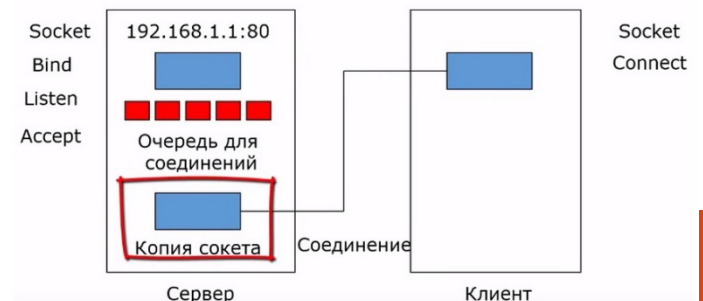 Socket
Bind
Listen
Accept
192.168.1.1:80
Очередь для
соединений
Копия сокета
Сервер
Соединение
Клиент
Socket
Connect